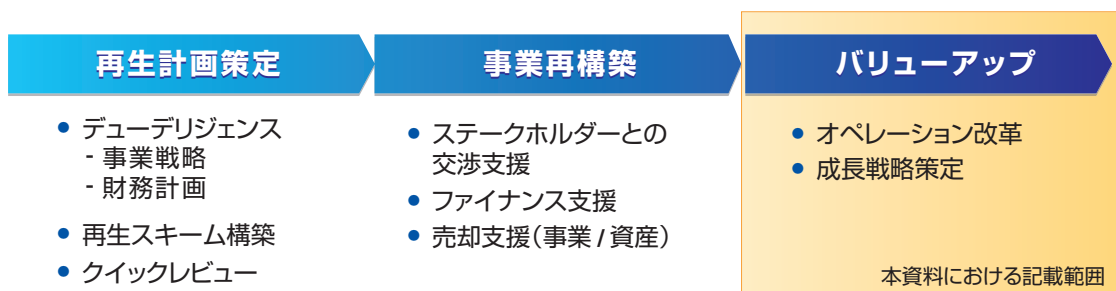 再生計画策定
事業再構築
バリューアップ
• デューデリジェンス
- 事業戦略
- 財務計画
• 再生スキーム構築
• クイックレビュー
• ステークホルダーとの
交渉支援
• ファイナンス支援
• 売却支援（事業 / 資産）
• オペレーション改革
• 成長戦略策定
本資料における記載範囲